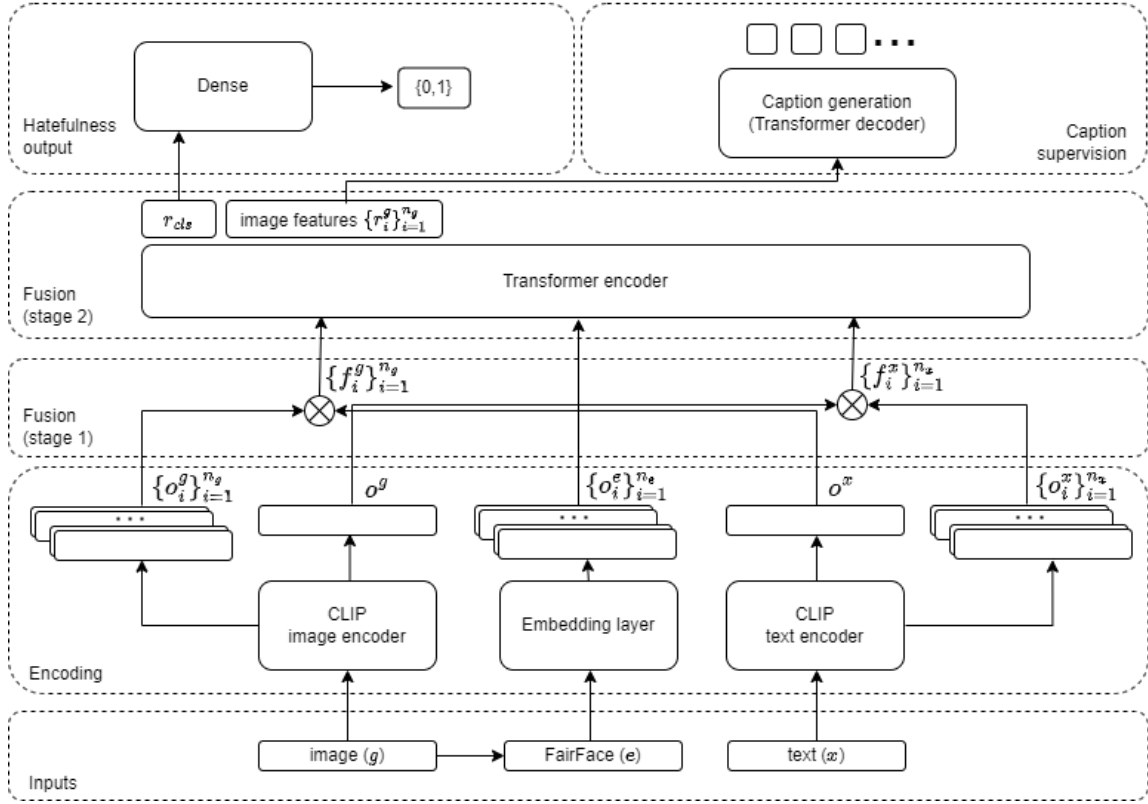 Dense
{0,1}
Hatefulness
output
Caption generation
(Transformer decoder)
Caption
supervision
r_{cls}
image features {r_i^g}_{i=1}^{n_g}
Transformer encoder
Fusion
(stage 2)
{f_i^g}_{i=1}^{n_g}
{f_i^x}_{i=1}^{n_x}
Fusion
(stage 1)
{o_i^g}_{i=1}^{n_g}
o^g
{o_i^e}_{i=1}^{n_e}
o^x
{o_i^x}_{i=1}^{n_x}
CLIP
image encoder
Embedding layer
CLIP
text encoder
Encoding
image (g)
FairFace (e)
text (x)
Inputs